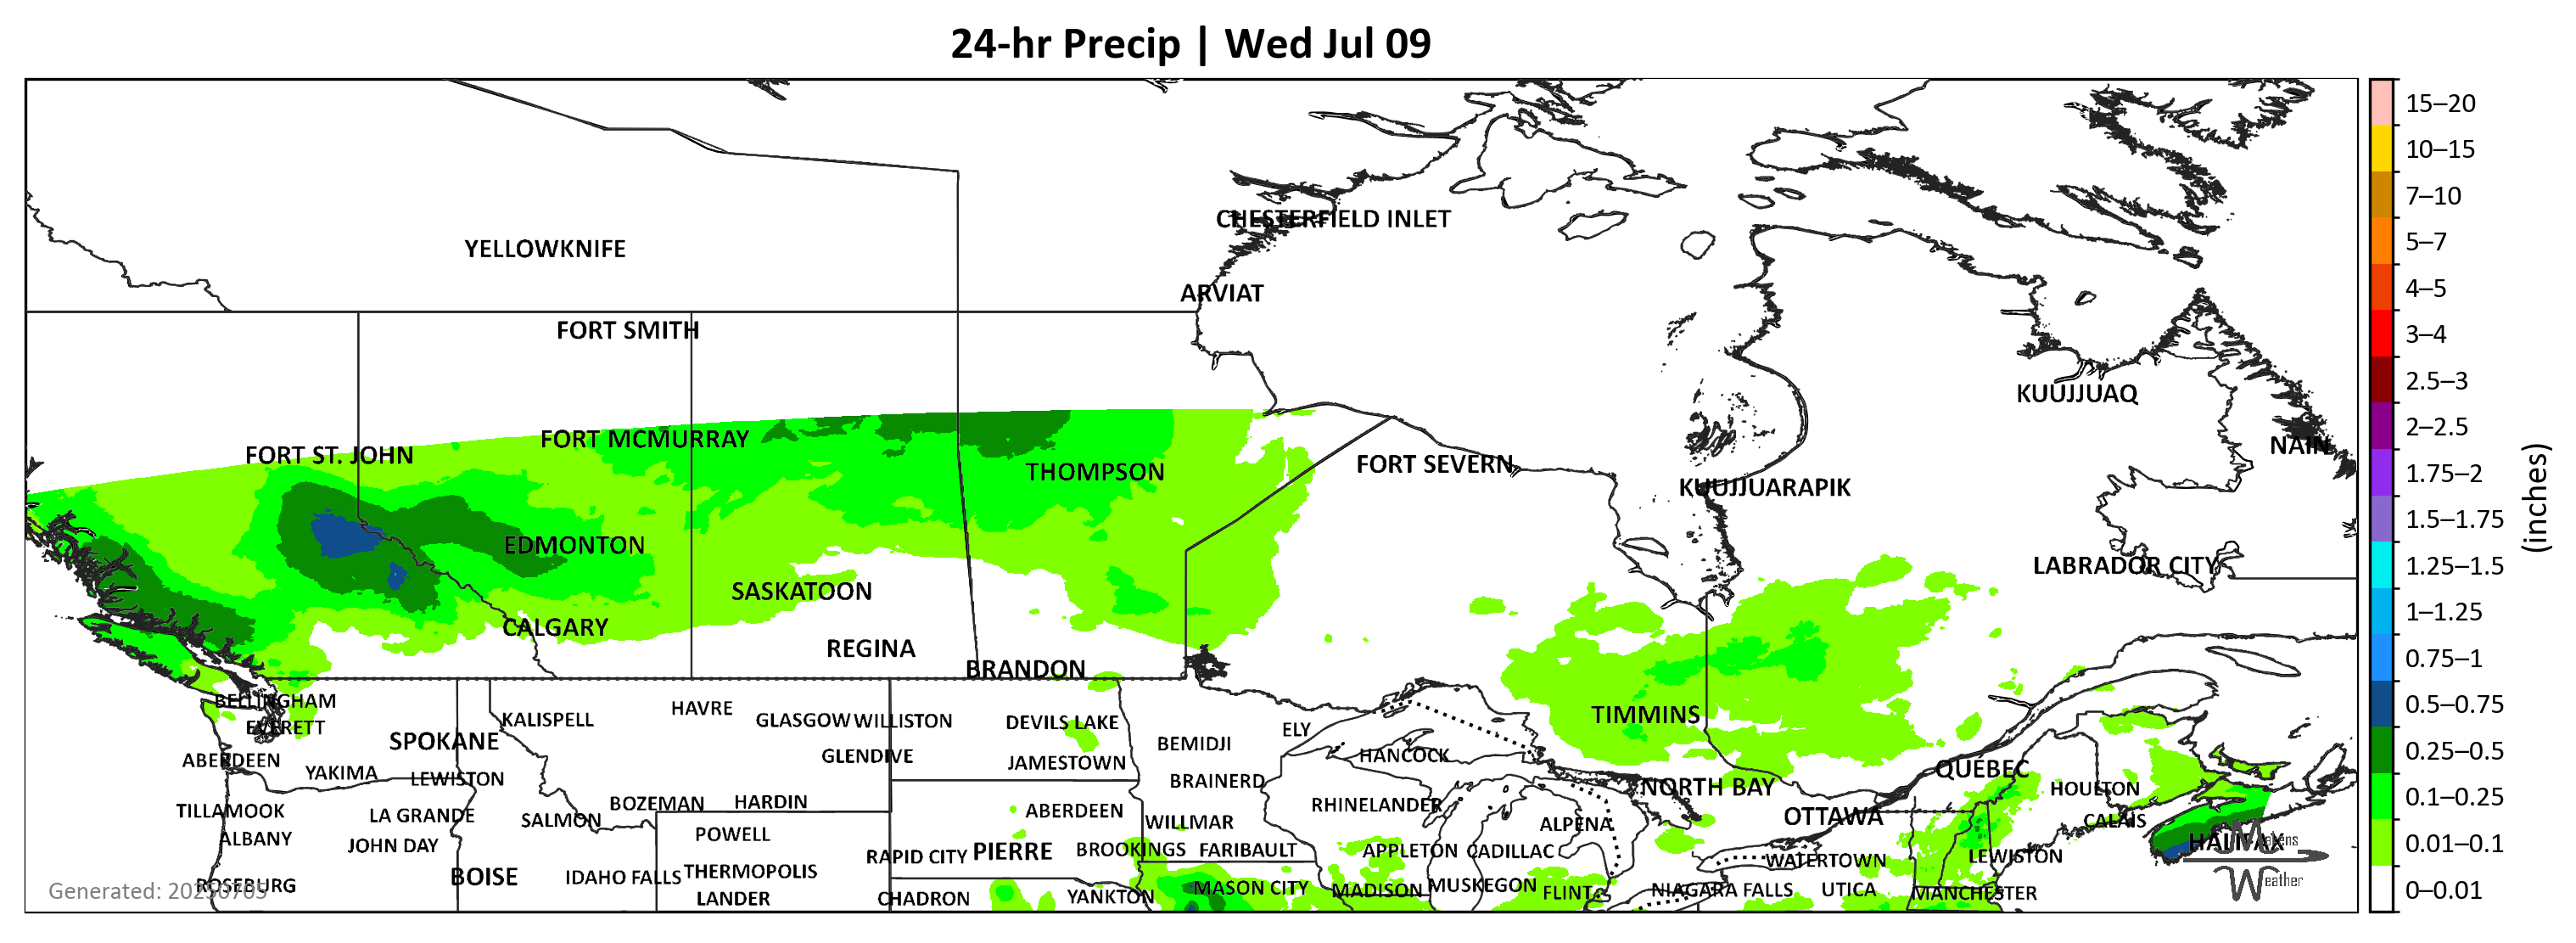 24-hr Precip | Wed Jul 09
YELLOWKNIFE
CHESTERFIELD INLET
ARVIAT
FORT SMITH
KUUJJUAQ
NAIN
FORT ST. JOHN
FORT MCMURRAY
THOMPSON
FORT SEVERN
KUUJJUARAPIK
EDMONTON
LABRADOR CITY
SASKATOON
CALGARY
REGINA
BRANDON
BELLINGHAM
EVERETT
KALISPELL
HAVRE
GLASGOW
WILLISTON
DEVILS LAKE
TIMMINS
SPOKANE
BEMIDJI
ELY
HANCOCK
ABERDEEN
YAKIMA
LEWISTON
GLENDIVE
JAMESTOWN
BRAINERD
NORTH BAY
QUÉBEC
HOULTON
TILLAMOOK
LA GRANDE
SALMON
BOZEMAN
HARDIN
ABERDEEN
WILLMAR
RHINELANDER
ALPENA
OTTAWA
CALAIS
ALBANY
JOHN DAY
POWELL
RAPID CITY
PIERRE
BROOKINGS
FARIBAULT
APPLETON
CADILLAC
WATERTOWN
LEWISTON
HALIFAX
ROSEBURG
BOISE
IDAHO FALLS
THERMOPOLIS
LANDER
CHADRON
YANKTON
MASON CITY
MADISON
MUSKEGON
FLINT
NIAGARA FALLS
UTICA
MANCHESTER
Generated: 20250705
Weather
15–20
10–15
7–10
5–7
4–5
3–4
2.5–3
2–2.5
1.75–2
1.5–1.75
1.25–1.5
1–1.25
0.75–1
0.5–0.75
0.25–0.5
0.1–0.25
0.01–0.1
0–0.01
(inches)